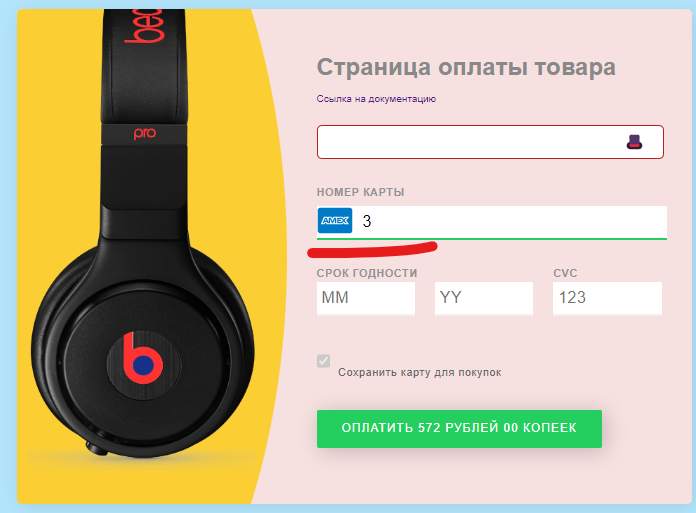 bea
pro
b
Страница оплаты товара
Ссылка на документацию
НОМЕР КАРТЫ
AMEX 3
СРОК ГОДНОСТИ CVC
MM YY 123
Сохранить карту для покупок
ОПЛАТИТЬ 572 РУБЛЕЙ 00 КОПЕЕК